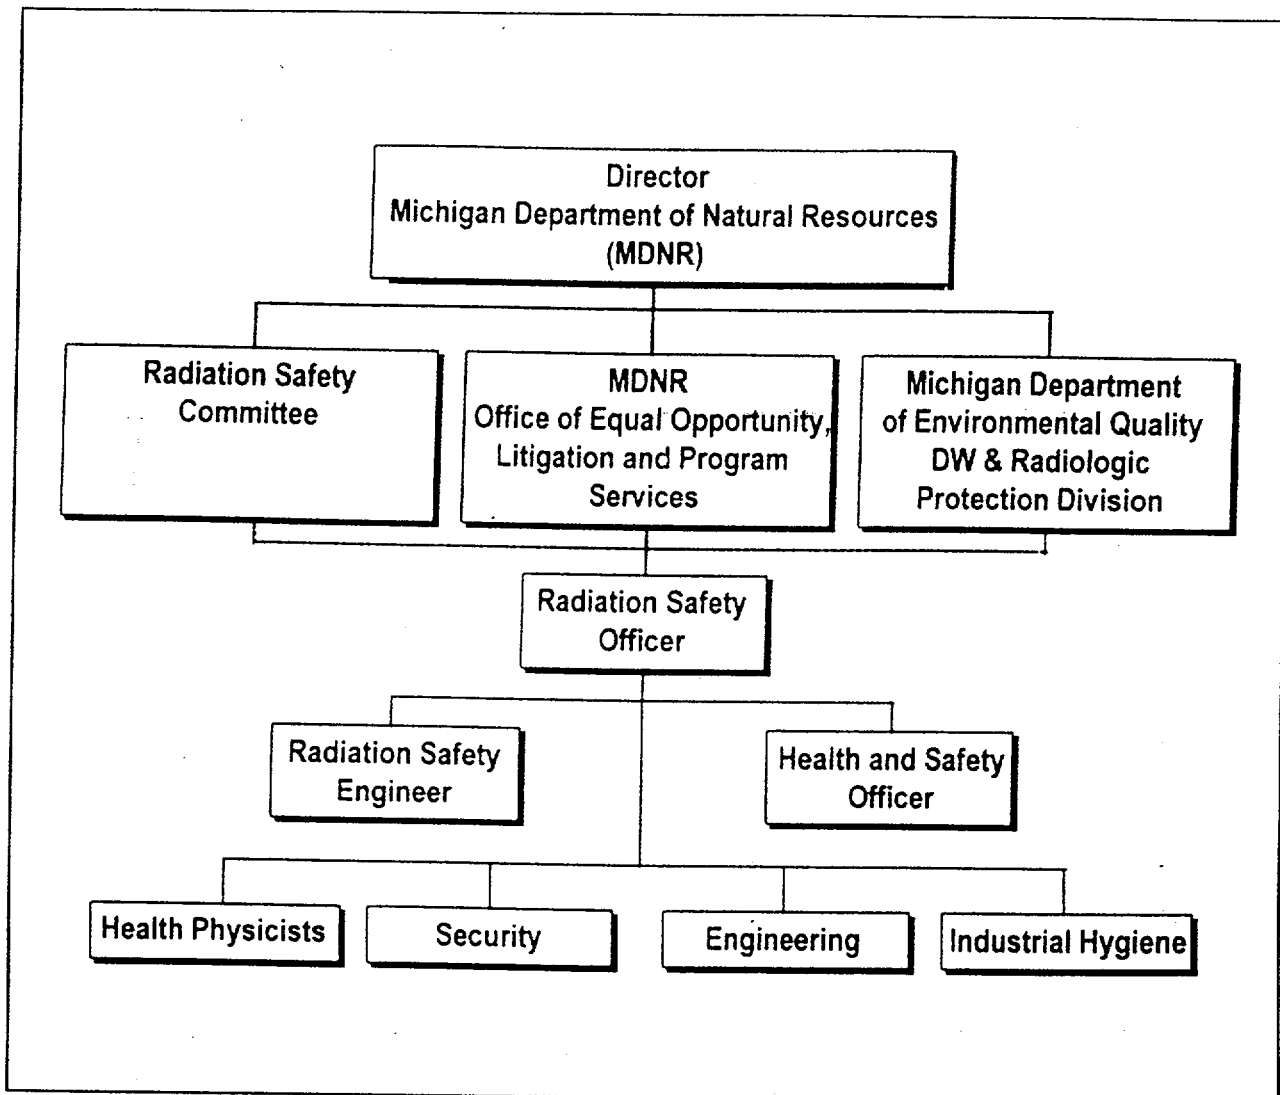 Director
Michigan Department of Natural Resources
(MDNR)
Radiation Safety
Committee
MDNR
Office of Equal Opportunity,
Litigation and Program
Services
Michigan Department
of Environmental Quality
DW & Radiologic
Protection Division
Radiation Safety
Officer
Radiation Safety
Engineer
Health and Safety
Officer
Health Physicists
Security
Engineering
Industrial Hygiene